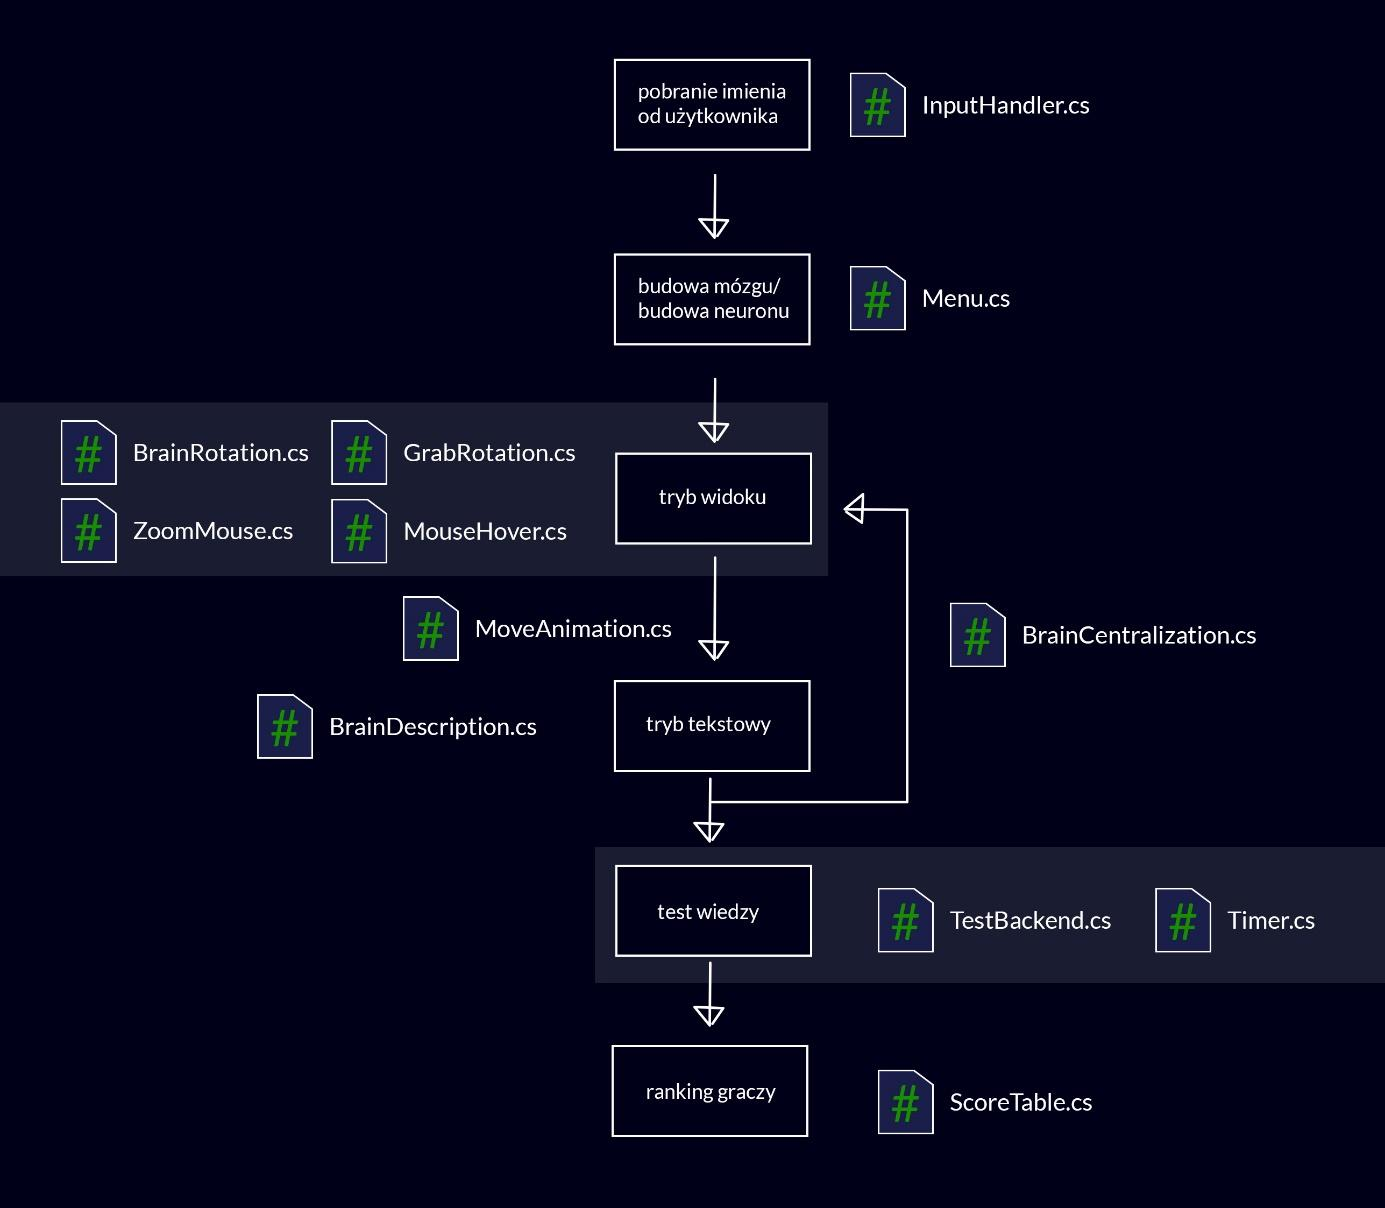 pobranie imienia
od użytkownika
# InputHandler.cs
budowa mózgu/
budowa neuronu
# Menu.cs
# BrainRotation.cs
# GrabRotation.cs
# ZoomMouse.cs
# MouseHover.cs
tryb widoku
# MoveAnimation.cs
# BrainCentralization.cs
# BrainDescription.cs
tryb tekstowy
test wiedzy
# TestBackend.cs
# Timer.cs
ranking graczy
# ScoreTable.cs